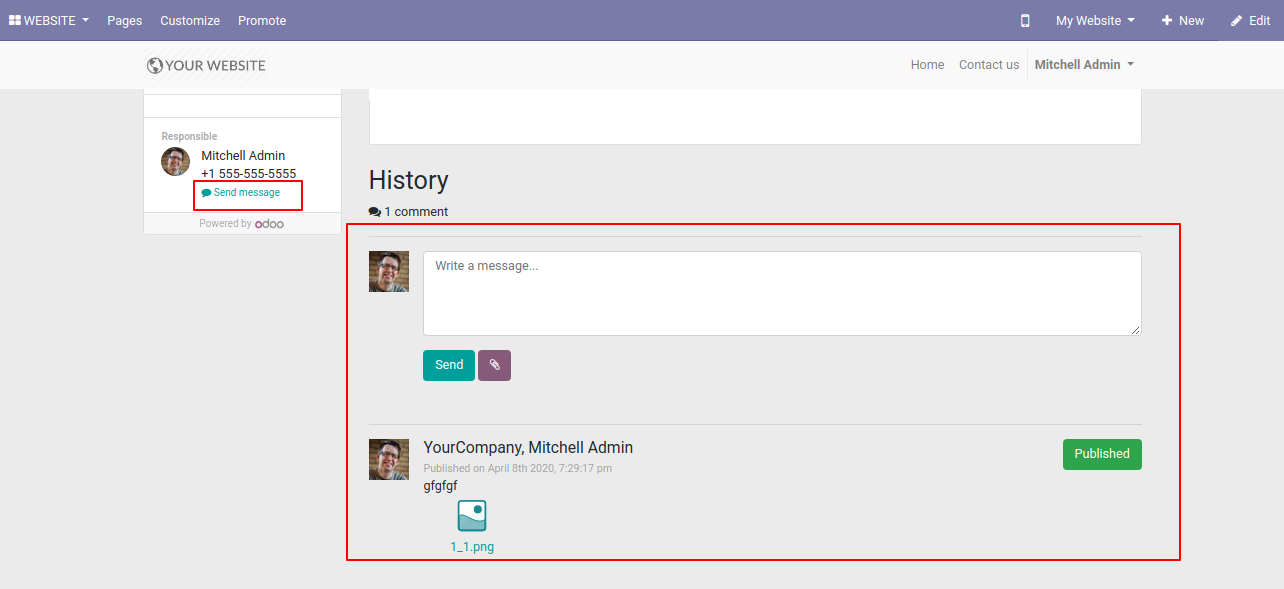 WEBSITE Pages Customize Promote My Website New Edit
YOUR WEBSITE Home Contact us Mitchell Admin
Responsible
Mitchell Admin
+1 555-555-5555
Send message
Powered by odoo
History
1 comment
Write a message...
Send
YourCompany, Mitchell Admin
Published
Published on April 8th 2020, 7:29:17 pm
gfgfgf
1_1.png